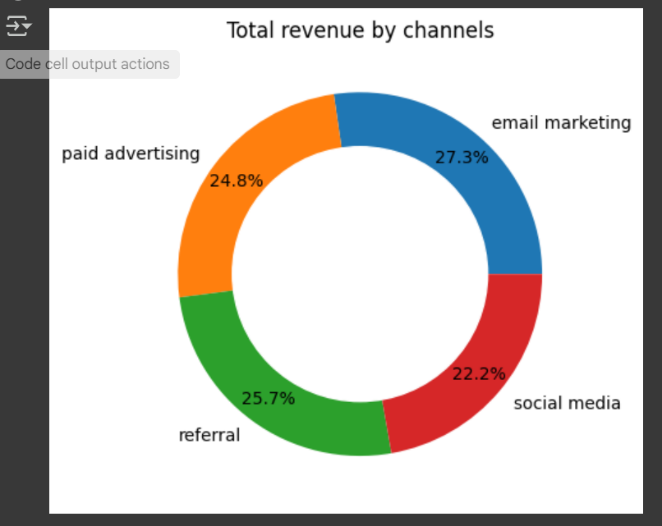 Total revenue by channels
Code cell output actions
email marketing
27.3%
paid advertising
24.8%
22.2%
social media
25.7%
referral